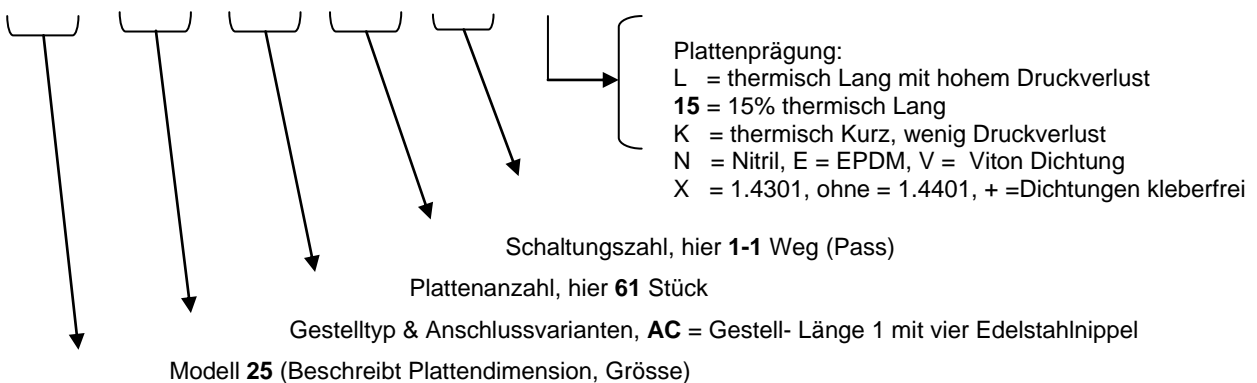 Plattenprägung:
L = thermisch Lang mit hohem Druckverlust
15 = 15% thermisch Lang
K = thermisch Kurz, wenig Druckverlust
N = Nitril, E = EPDM, V = Viton Dichtung
X = 1.4301, ohne = 1.4401, + =Dichtungen kleberfrei
Schaltungszahl, hier 1-1 Weg (Pass)
Plattenanzahl, hier 61 Stück
Gestelltyp & Anschlussvarianten, AC = Gestell- Länge 1 mit vier Edelstahlnippel
Modell 25 (Beschreibt Plattendimension, Grösse)